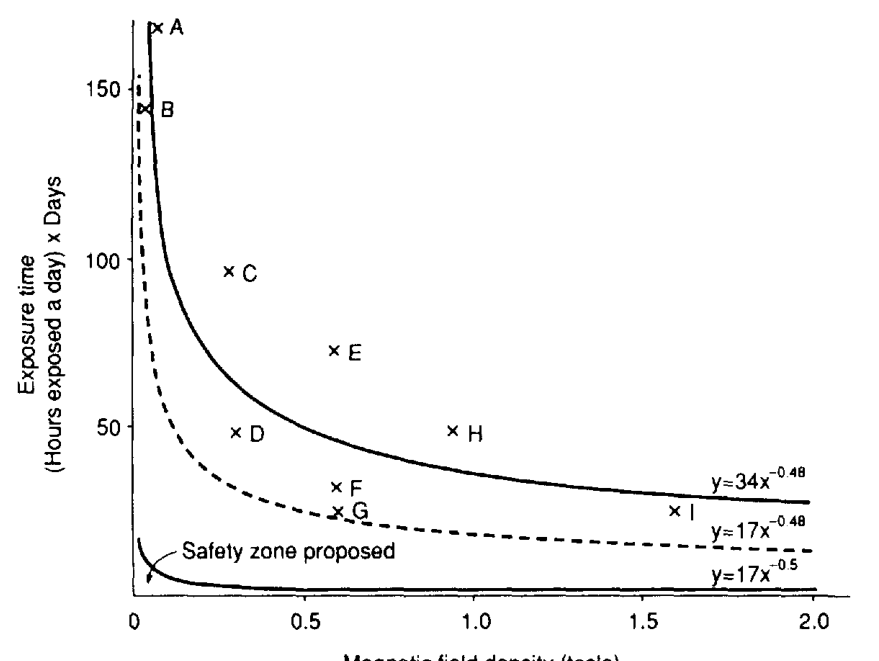 A
150
B
100
C
E
50
D
H
F
G
I
y=34x^-0.48
y=17x^-0.48
y=17x^-0.5
Safety zone proposed
Exposure time
(Hours exposed a day) x Days
0
0.5
1.0
1.5
2.0
Magnetic field density (tesla)